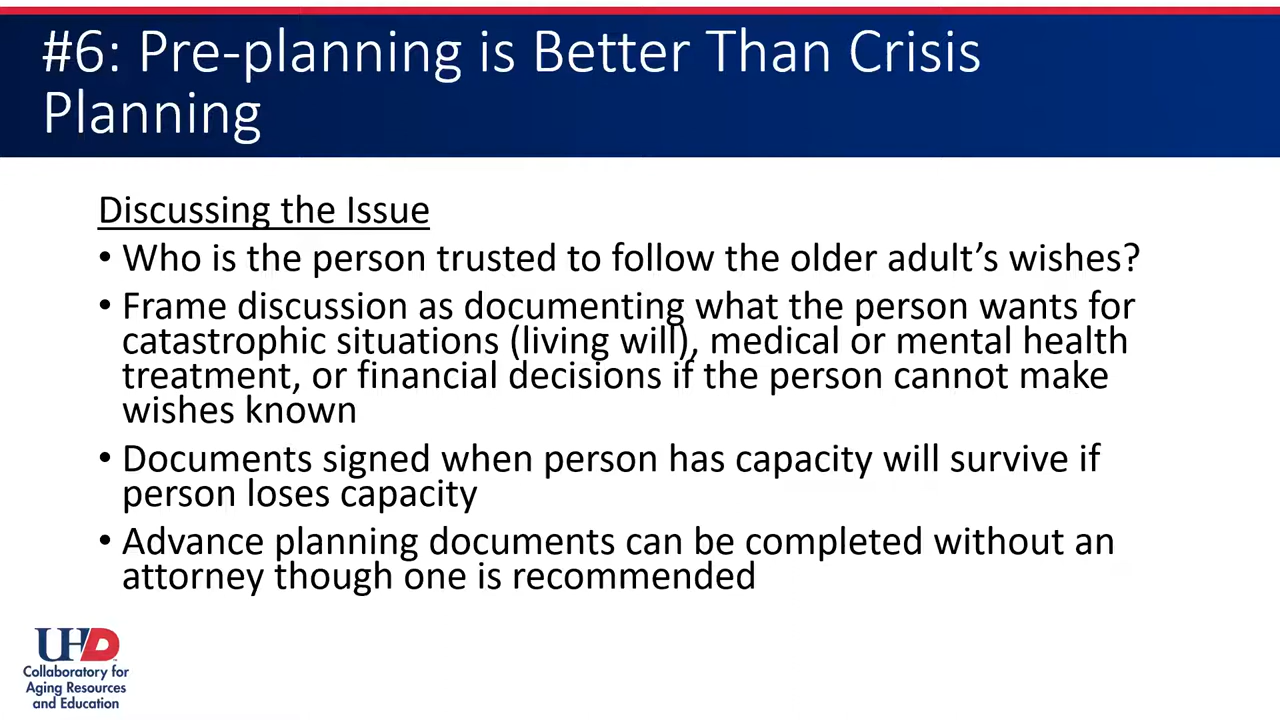 #6: Pre-planning is Better Than Crisis
Planning
Discussing the Issue
• Who is the person trusted to follow the older adult’s wishes?
• Frame discussion as documenting what the person wants for
catastrophic situations (living will), medical or mental health
treatment, or financial decisions if the person cannot make
wishes known
• Documents signed when person has capacity will survive if
person loses capacity
• Advance planning documents can be completed without an
attorney though one is recommended
UHD
Collaboratory for
Aging Resources
and Education